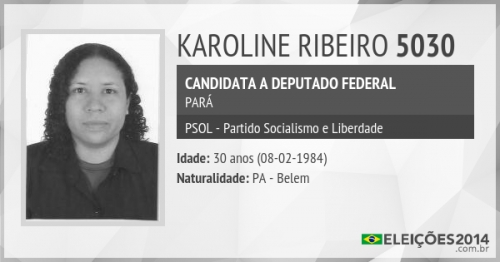 KAROLINE RIBEIRO 5030
CANDIDATA A DEPUTADO FEDERAL
PARÁ
PSOL - Partido Socialismo e Liberdade
Idade: 30 anos (08-02-1984)
Naturalidade: PA - Belem
ELEIÇÕES2014
.com.br